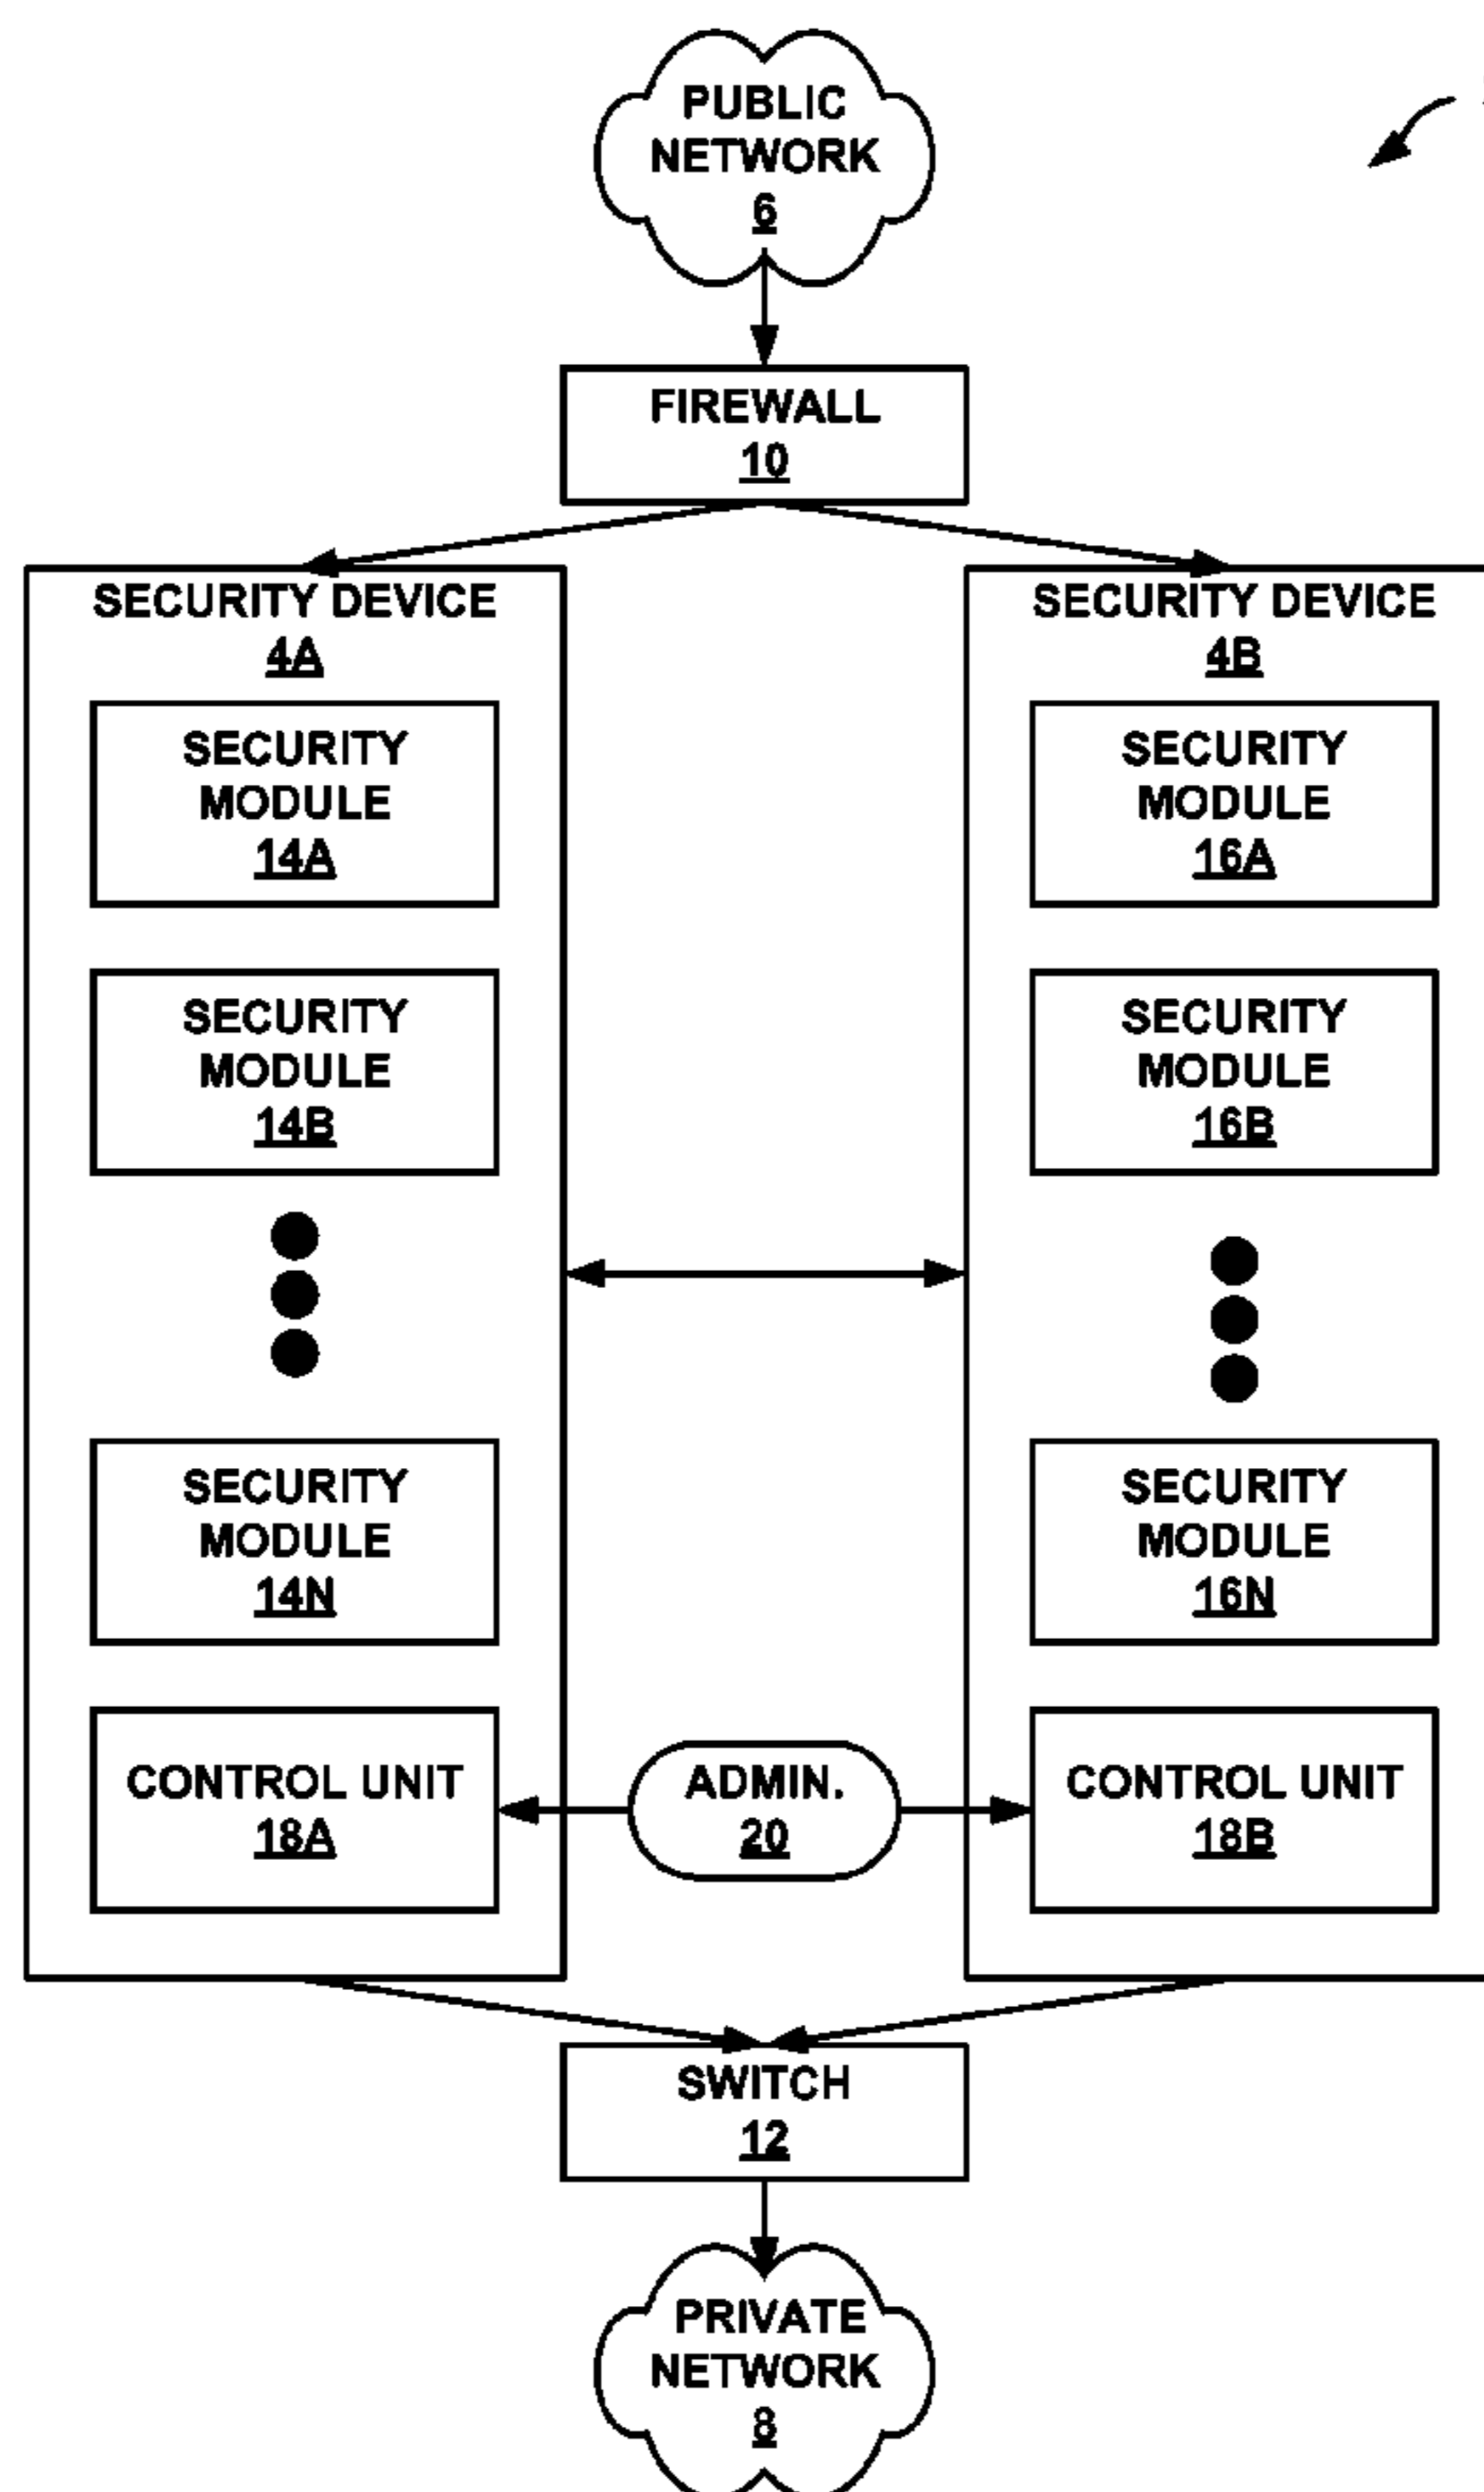 PUBLIC
NETWORK
6
FIREWALL
10
SECURITY DEVICE
4A
SECURITY
MODULE
14A
SECURITY
MODULE
14B
SECURITY
MODULE
14N
CONTROL UNIT
18A
SECURITY DEVICE
4B
SECURITY
MODULE
16A
SECURITY
MODULE
16B
SECURITY
MODULE
16N
CONTROL UNIT
18B
ADMIN.
20
SWITCH
12
PRIVATE
NETWORK
8